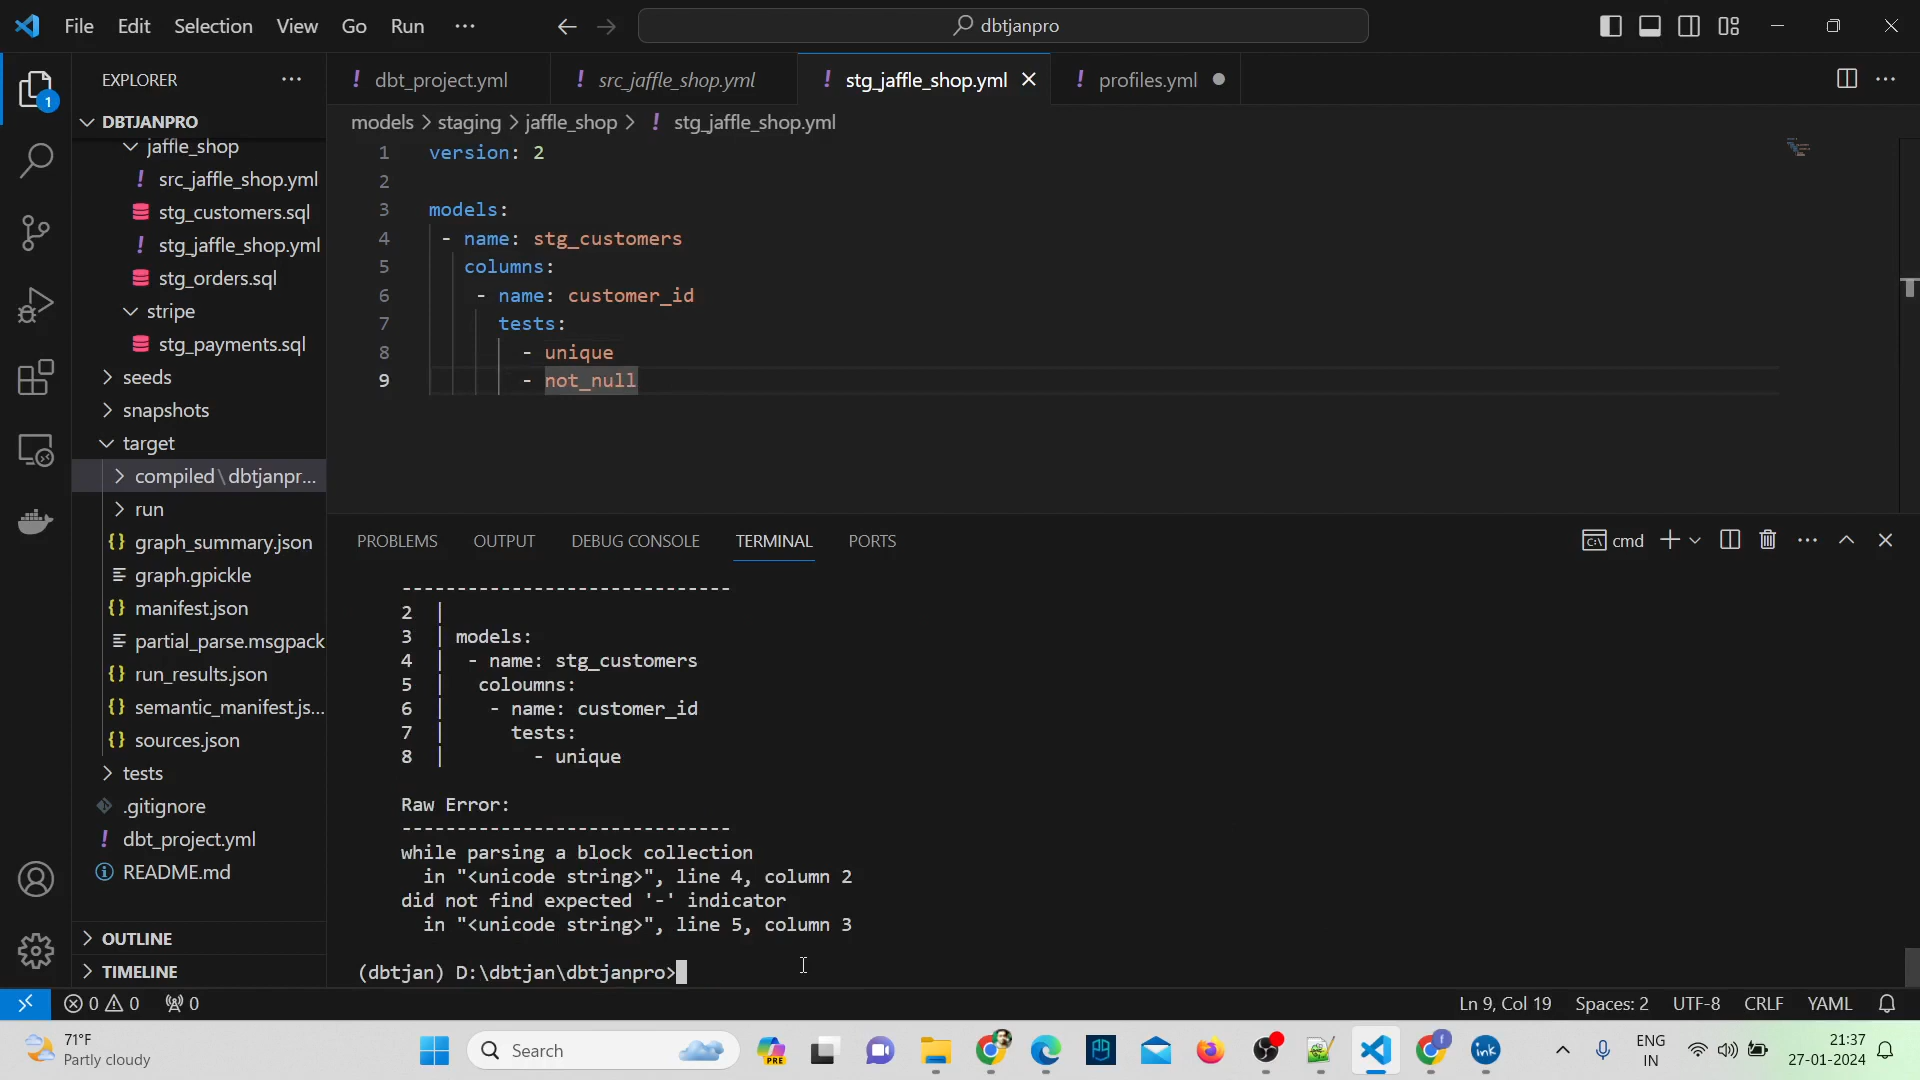 File Edit Selection View Go Run ···
dbtjanpro
EXPLORER
dbt_project.yml
src_jaffle_shop.yml
stg_jaffle_shop.yml
profiles.yml
1
DBTJANPRO
jaffle_shop
src_jaffle_shop.yml
stg_customers.sql
stg_jaffle_shop.yml
stg_orders.sql
stripe
stg_payments.sql
seeds
snapshots
target
compiled\dbtjanpr...
run
graph_summary.json
graph.gpickle
manifest.json
partial_parse.msgpack
run_results.json
semantic_manifest.js...
sources.json
tests
.gitignore
dbt_project.yml
README.md
OUTLINE
TIMELINE
models > staging > jaffle_shop > ! stg_jaffle_shop.yml
1 version: 2
2
3 models:
4 - name: stg_customers
5 columns:
6 - name: customer_id
7 tests:
8 - unique
9 - not_null
PROBLEMS OUTPUT DEBUG CONSOLE TERMINAL PORTS
cmd
------------------------------
2 |
3 | models:
4 | - name: stg_customers
5 | coloumns:
6 | - name: customer_id
7 | tests:
8 | - unique
Raw Error:
------------------------------
while parsing a block collection
in "<unicode string>", line 4, column 2
did not find expected '-' indicator
in "<unicode string>", line 5, column 3
(dbtjan) D:\dbtjan\dbtjanpro>
0 0 0
Ln 9, Col 19 Spaces: 2 UTF-8 CRLF YAML
71°F
Partly cloudy
Search
PRE
ink
ENG
IN
21:37
27-01-2024